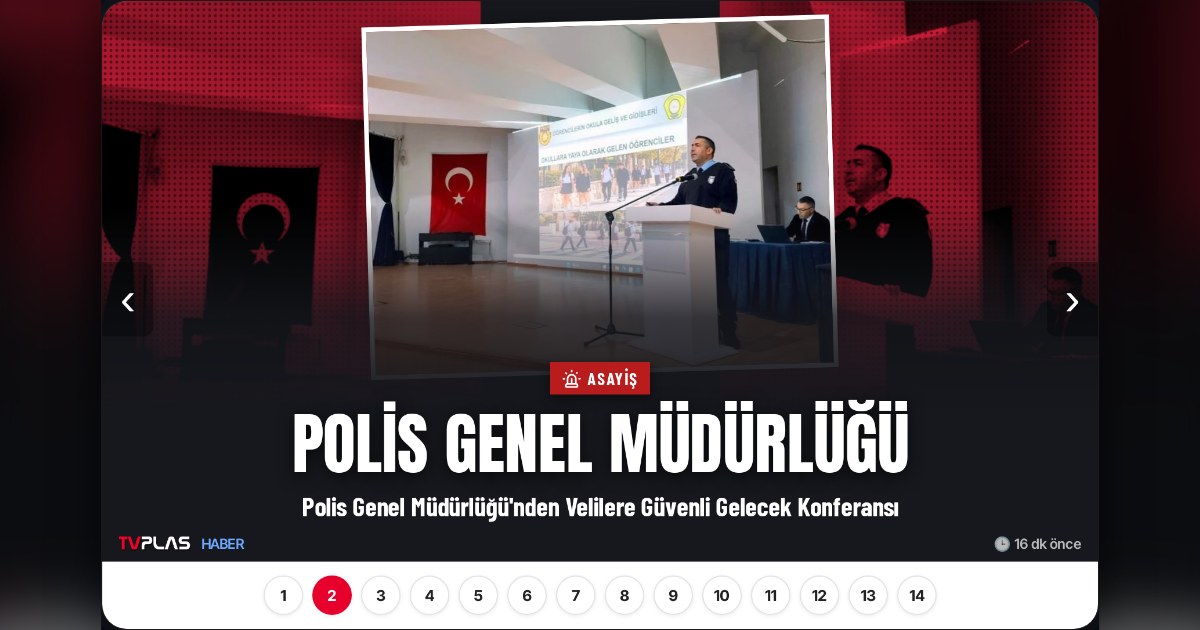 ÖĞRENCİLERİN OKULA GELİŞ VE GİDİŞLERİ
OKULLARA YAYA OLARAK GELEN ÖĞRENCİLER
ASAYİŞ
POLİS GENEL MÜDÜRLÜĞÜ
Polis Genel Müdürlüğü'nden Velilere Güvenli Gelecek Konferansı
TVPLAS HABER
16 dk önce
1 2 3 4 5 6 7 8 9 10 11 12 13 14